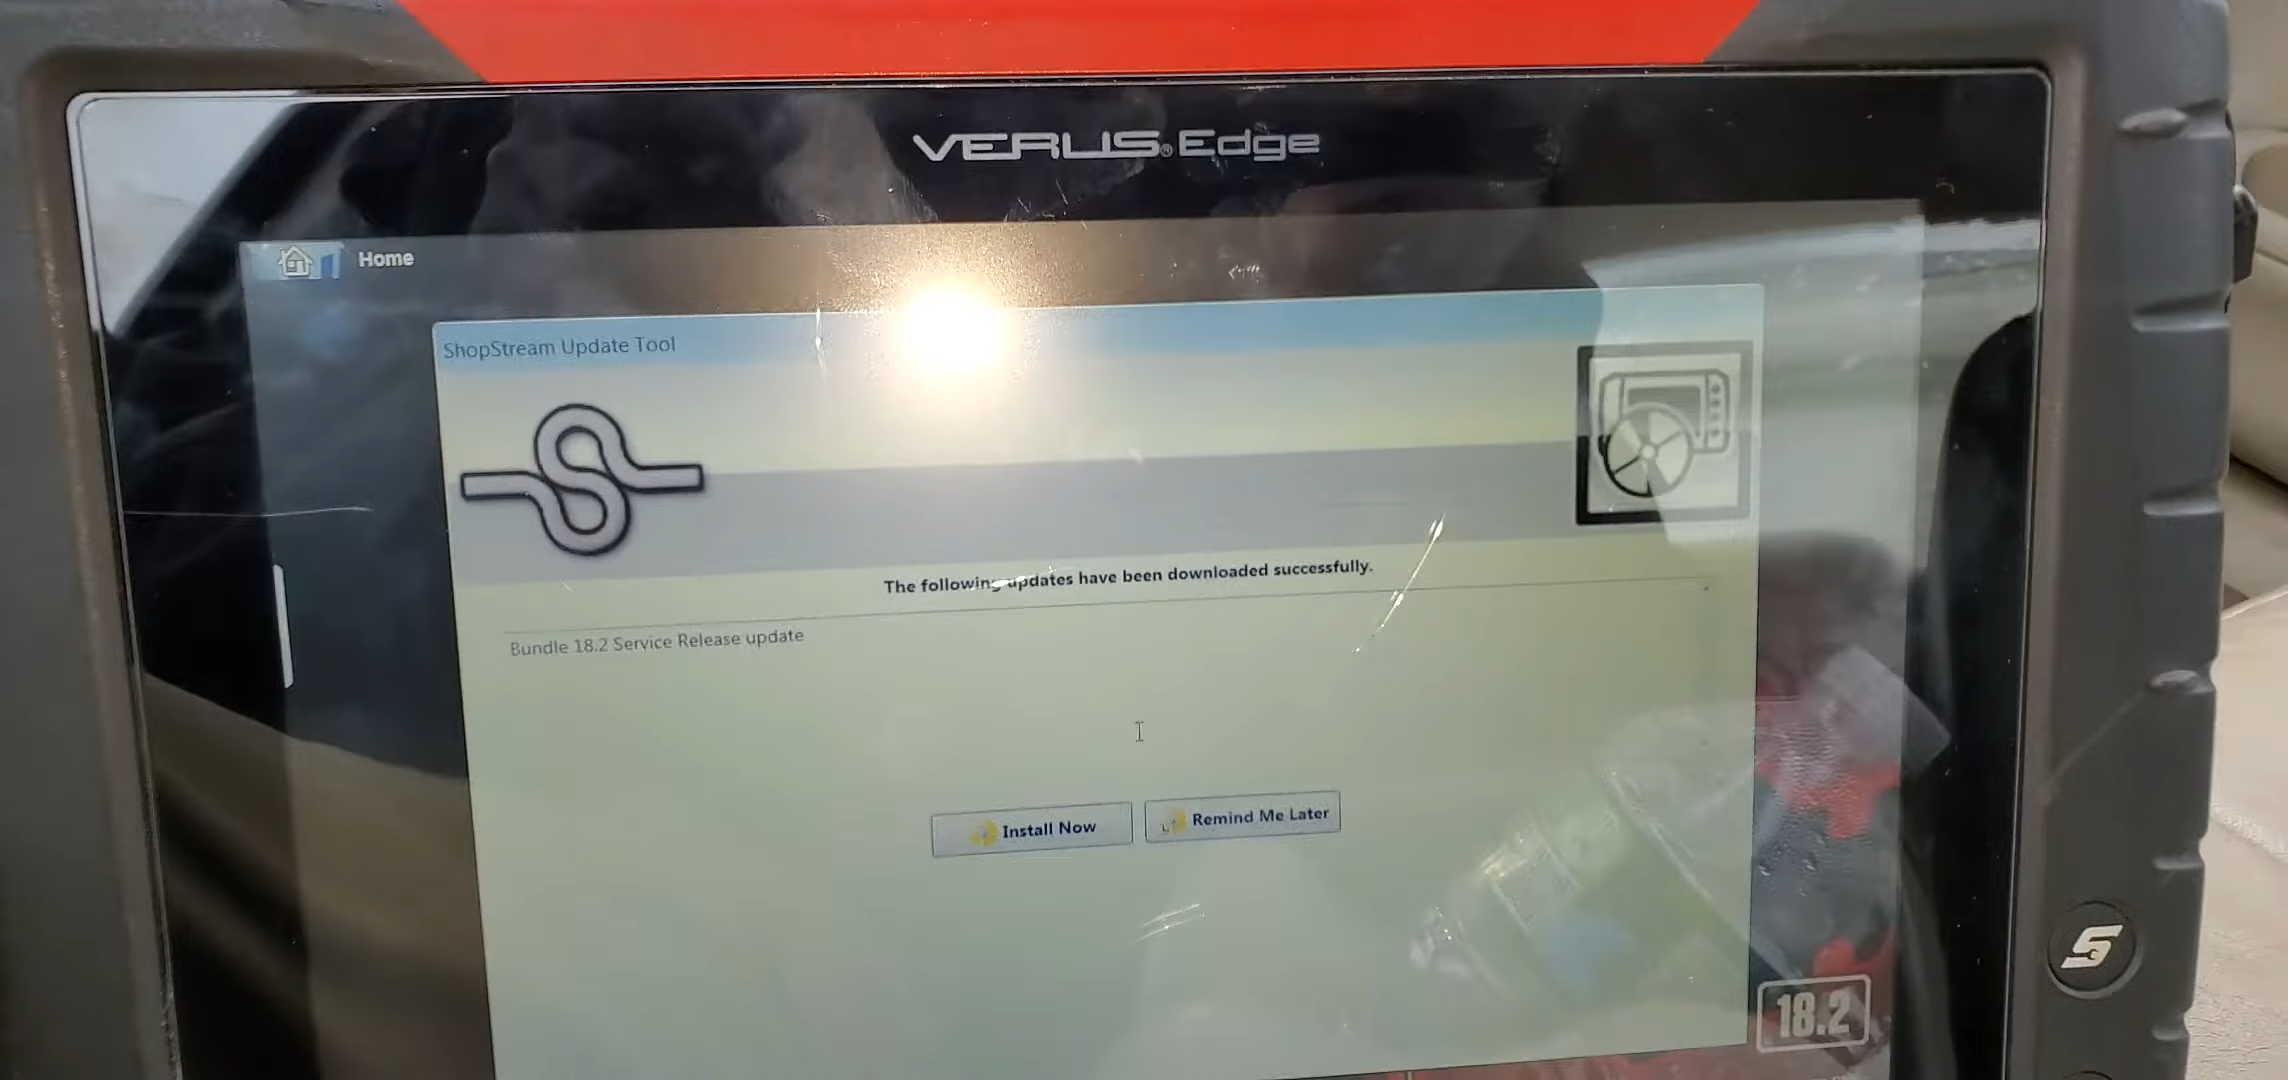 VERUS® Edge
Home
ShopStream Update Tool
The following updates have been downloaded successfully.
Bundle 18.2 Service Release update
Install Now
Remind Me Later
S
18.2